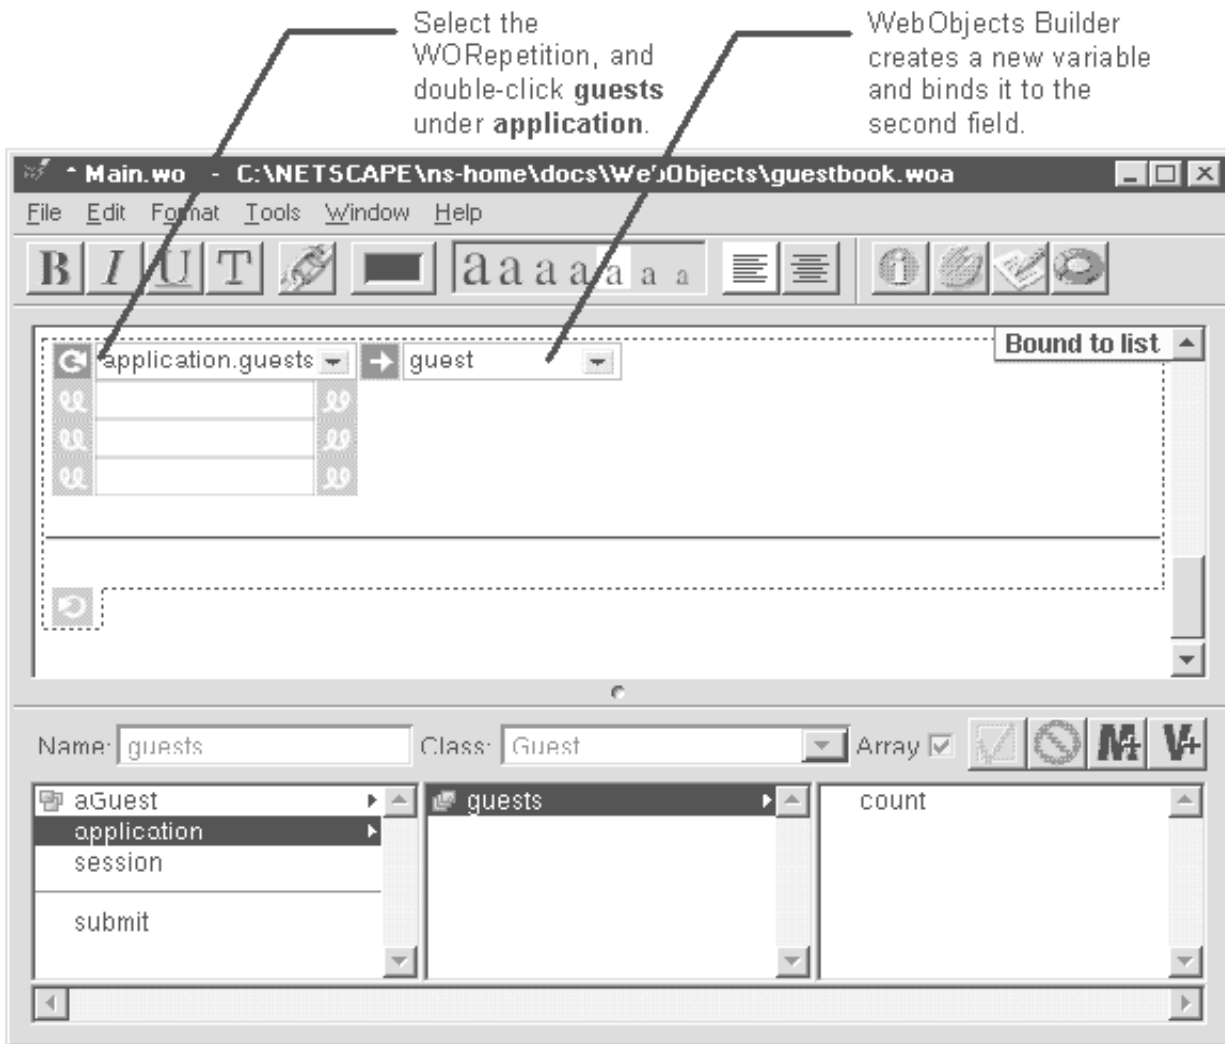 Select the
WORepetition, and
double-click guests
under application.
WebObjects Builder
creates a new variable
and binds it to the
second field.
Main.wo - C:\NETSCAPE\ns-home\docs\WebObjects\guestbook.woa
File Edit Format Tools Window Help
B I U T a a a a a a a
application.guests guest Bound to list
Name: guests Class: Guest Array M+ V+
aGuest guests count
application
session
submit